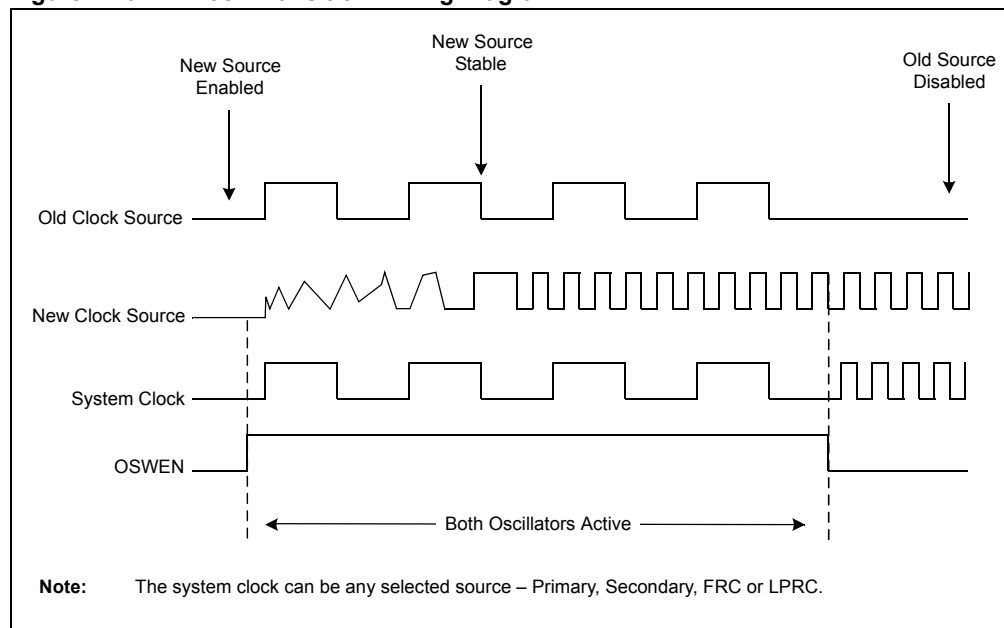 New Source
Enabled
New Source
Stable
Old Source
Disabled
Old Clock Source
New Clock Source
System Clock
OSWEN
Both Oscillators Active
Note: The system clock can be any selected source – Primary, Secondary, FRC or LPRC.